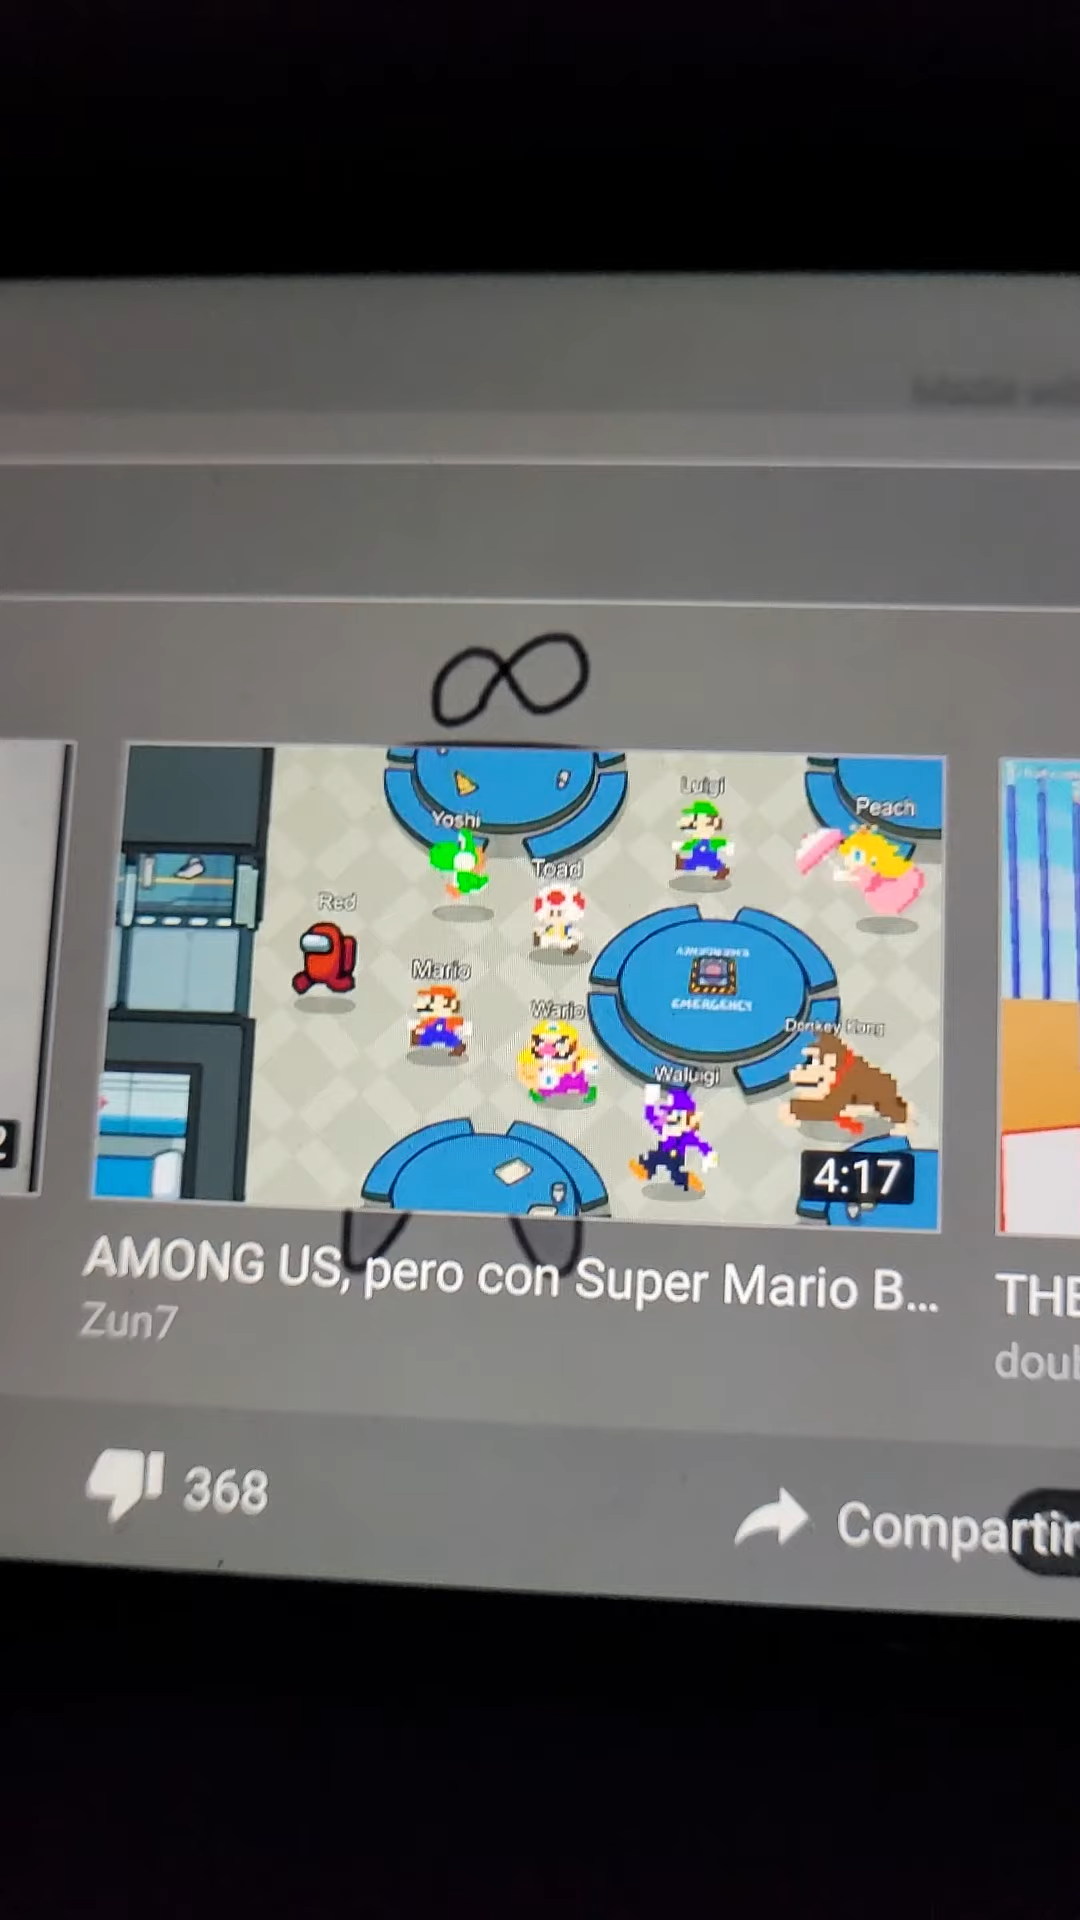 Luigi
Peach
Yoshi
Toad
Red
Mario
EMERGENCY
Wario
Donkey Kong
Waluigi
4:17
AMONG US, pero con Super Mario B...
THE
Zun7
368
Compartir